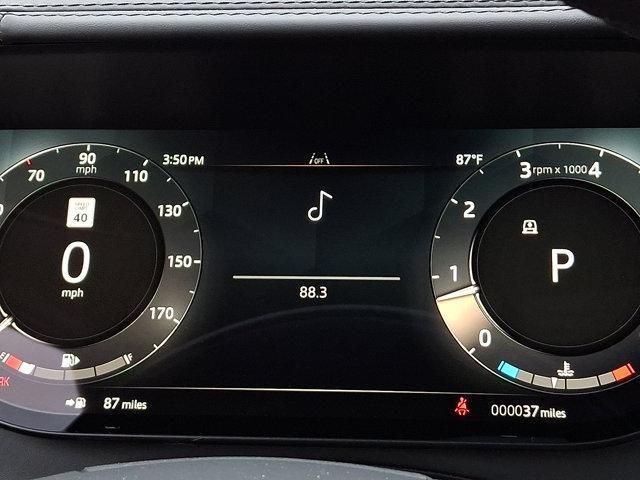 90
mph
70
110
130
150
170
SPEED LIMIT
40
0
mph
E
F
3:50 PM
OFF
87°F
88.3
3 rpm x 1000 4
2
1
0
P
87 miles
000037 miles